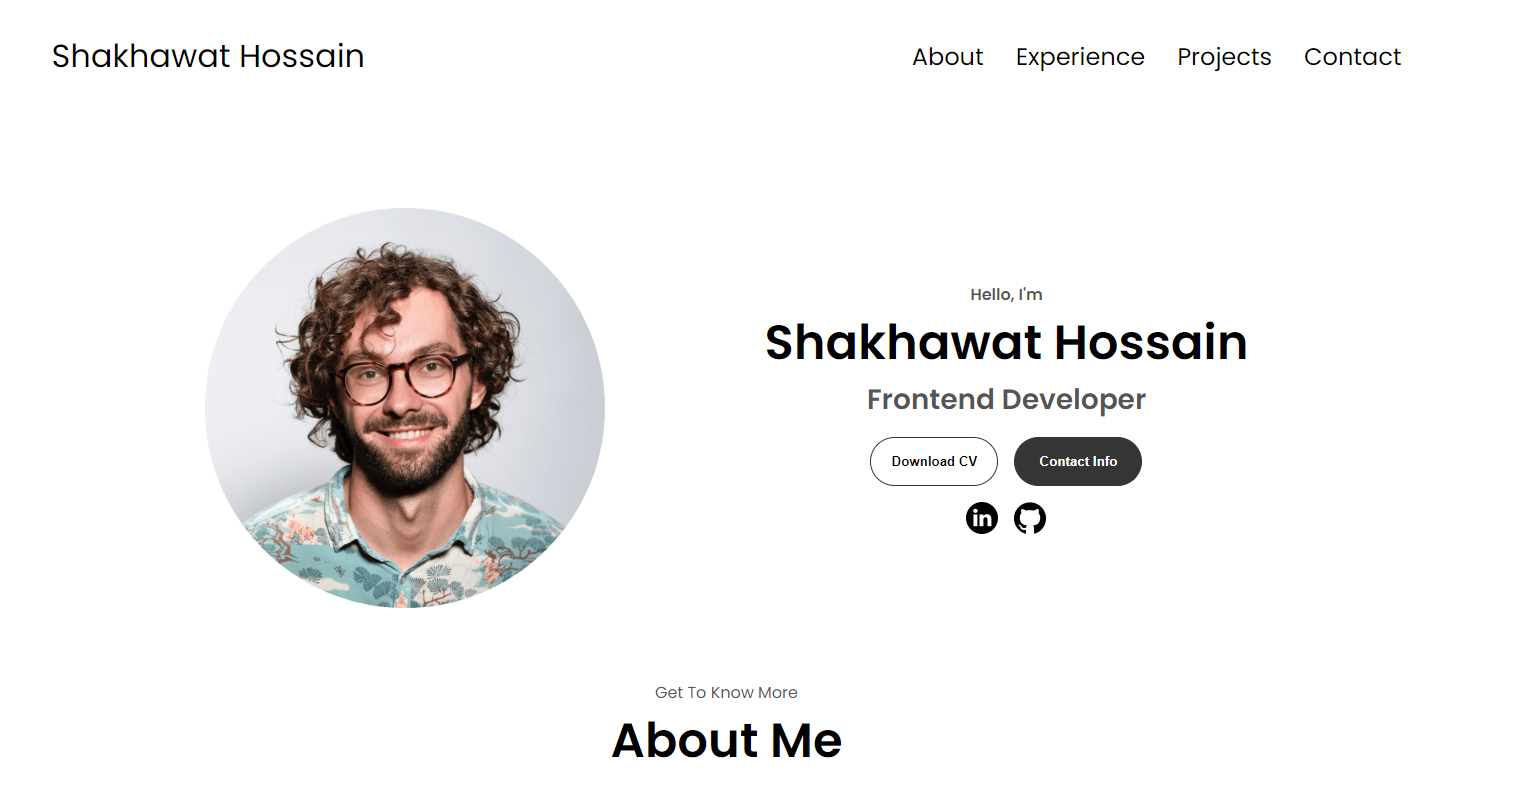 Shakhawat Hossain
About Experience Projects Contact
Hello, I'm
Shakhawat Hossain
Frontend Developer
Download CV
Contact Info
in
Get To Know More
About Me